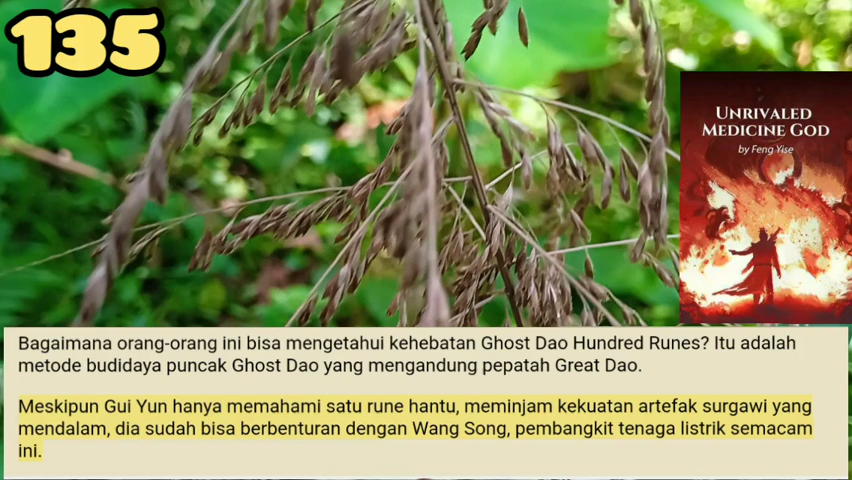 135
UNRIVALED
MEDICINE GOD
by Feng Yise
Bagaimana orang-orang ini bisa mengetahui kehebatan Ghost Dao Hundred Runes? Itu adalah
metode budidaya puncak Ghost Dao yang mengandung pepatah Great Dao.
Meskipun Gui Yun hanya memahami satu rune hantu, meminjam kekuatan artefak surgawi yang
mendalam, dia sudah bisa berbenturan dengan Wang Song, pembangkit tenaga listrik semacam
ini.